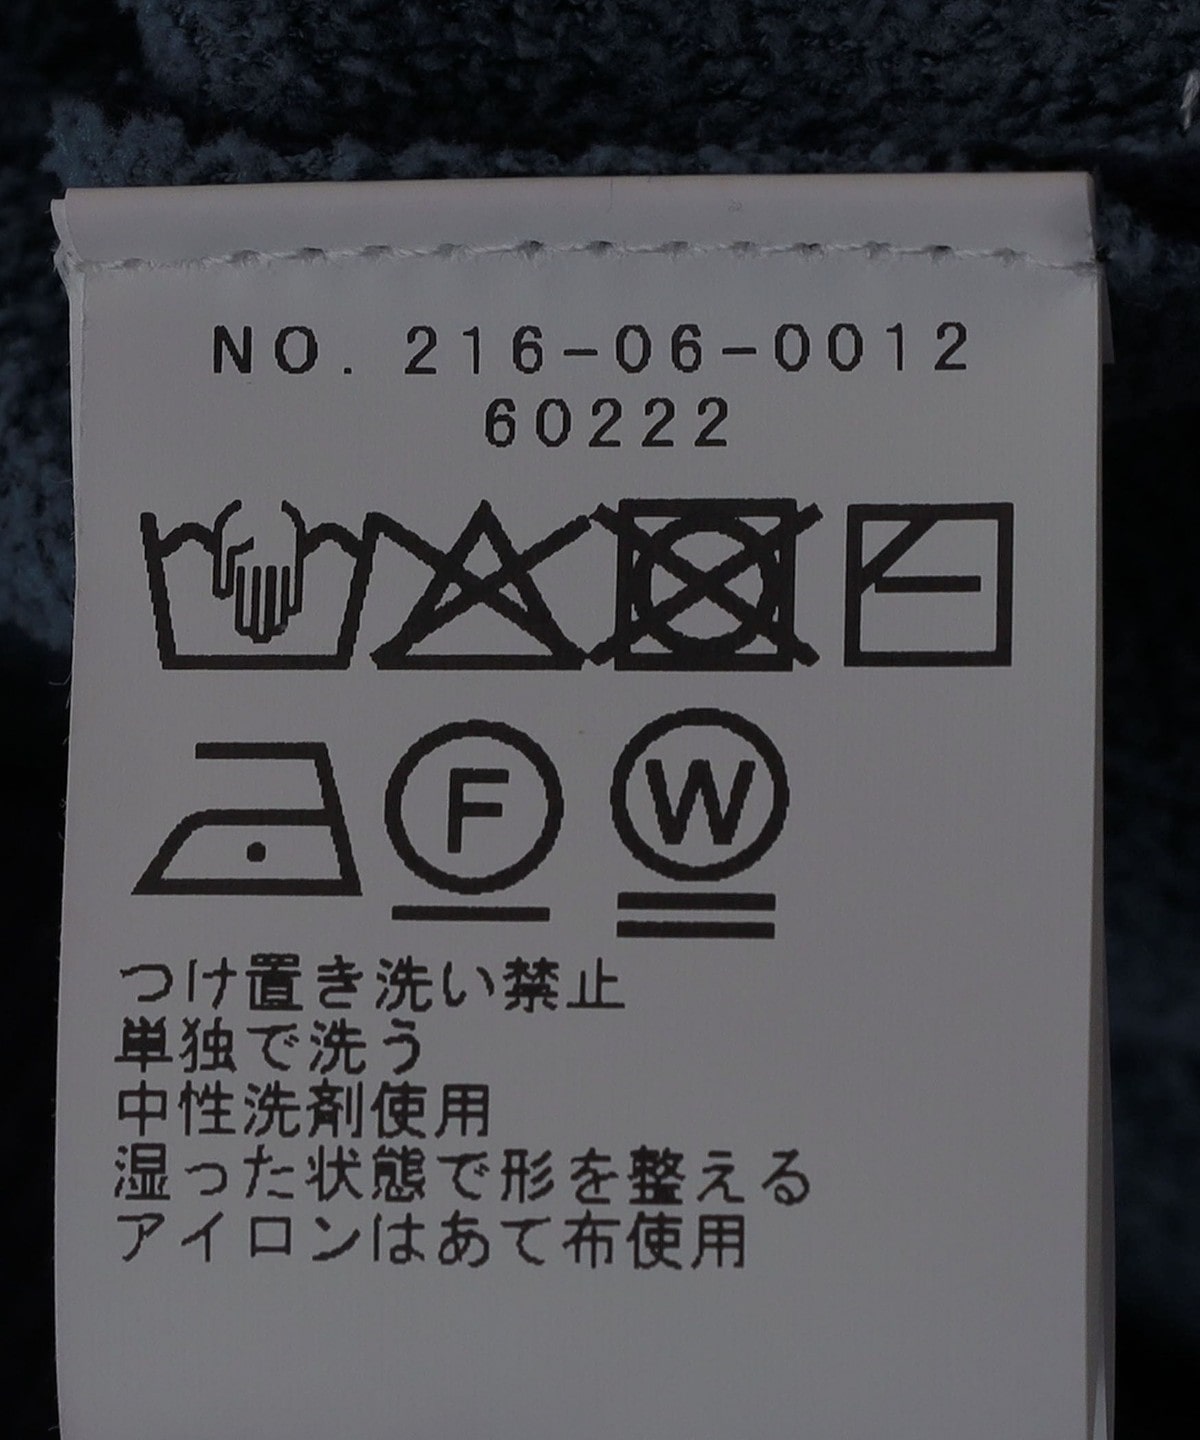 NO. 216-06-0012
60222
F W
つけ置き洗い禁止
単独で洗う
中性洗剤使用
湿った状態で形を整える
アイロンはあて布使用